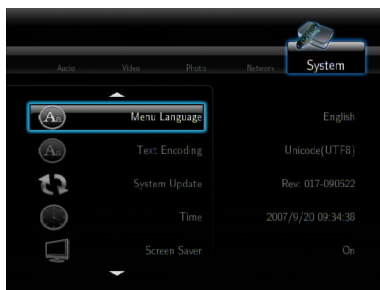 Audio Video Photo Network System
Menu Language English
Text Encoding Unicode(UTF8)
System Update Rev: 017-090522
Time 2007/9/20 09:34:38
Screen Saver On